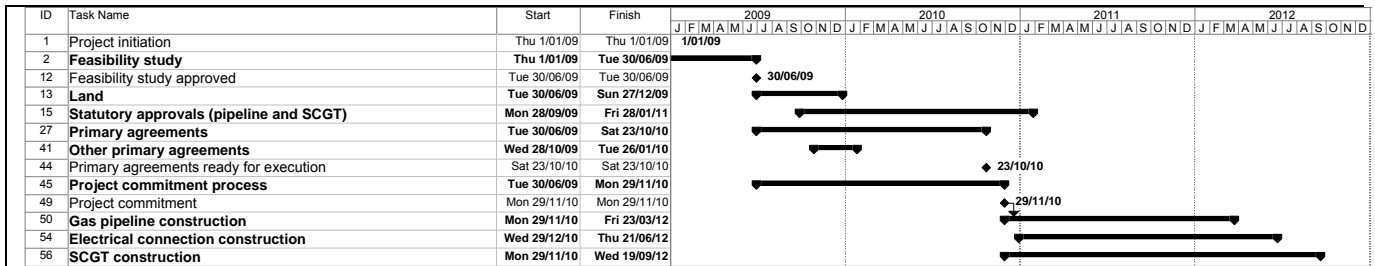 ID Task Name Start Finish 2009 2010 2011 2012
J F M A M J J A S O N D J F M A M J J A S O N D J F M A M J J A S O N D J F M A M J J A S O N D
1 Project initiation Thu 1/01/09 Thu 1/01/09 1/01/09
2 Feasibility study Thu 1/01/09 Tue 30/06/09
12 Feasibility study approved Tue 30/06/09 Tue 30/06/09 30/06/09
13 Land Tue 30/06/09 Sun 27/12/09
15 Statutory approvals (pipeline and SCGT) Mon 28/09/09 Fri 28/01/11
27 Primary agreements Tue 30/06/09 Sat 23/10/10
41 Other primary agreements Wed 28/10/09 Tue 26/01/10
44 Primary agreements ready for execution Sat 23/10/10 Sat 23/10/10 23/10/10
45 Project commitment process Tue 30/06/09 Mon 29/11/10
49 Project commitment Mon 29/11/10 Mon 29/11/10 29/11/10
50 Gas pipeline construction Mon 29/11/10 Fri 23/03/12
54 Electrical connection construction Wed 29/12/10 Thu 21/06/12
56 SCGT construction Mon 29/11/10 Wed 19/09/12